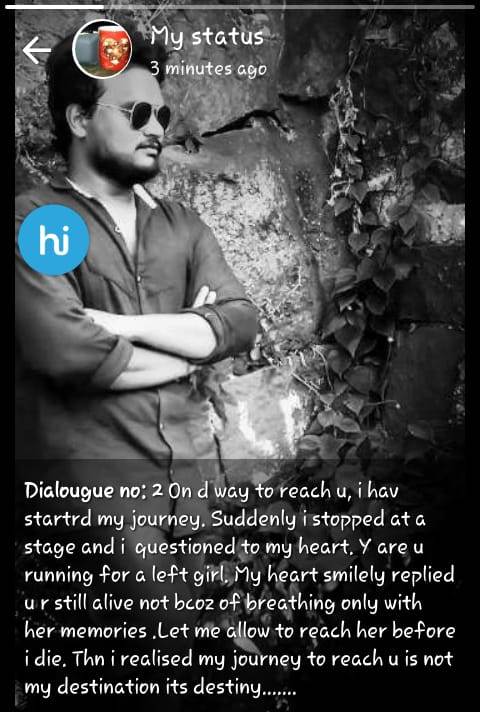 My status
3 minutes ago
hi
Dialougue no: 2 On d way to reach u, i hav
startrd my journey. Suddenly i stopped at a
stage and i questioned to my heart. Y are u
running for a left girl. My heart smilely replied
u r still alive not bcoz of breathing only with
her memories .Let me allow to reach her before
i die. Thn i realised my journey to reach u is not
my destination its destiny.......